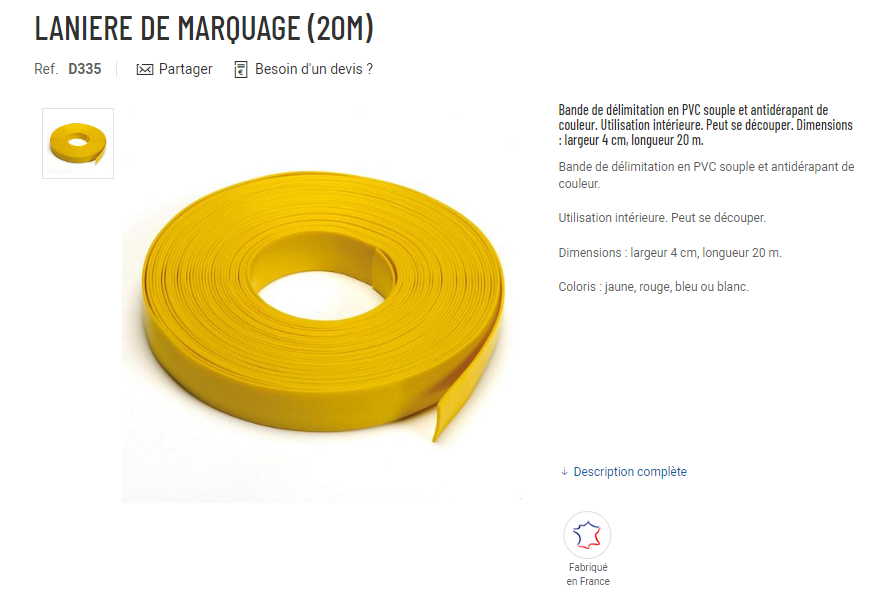 LANIERE DE MARQUAGE (20M)
Ref. D335 Partager Besoin d'un devis ?
Bande de délimitation en PVC souple et antidérapant de
couleur. Utilisation intérieure. Peut se découper. Dimensions
: largeur 4 cm, longueur 20 m.
Bande de délimitation en PVC souple et antidérapant de
couleur.
Utilisation intérieure. Peut se découper.
Dimensions : largeur 4 cm, longueur 20 m.
Coloris : jaune, rouge, bleu ou blanc.
Description complète
Fabriqué
en France